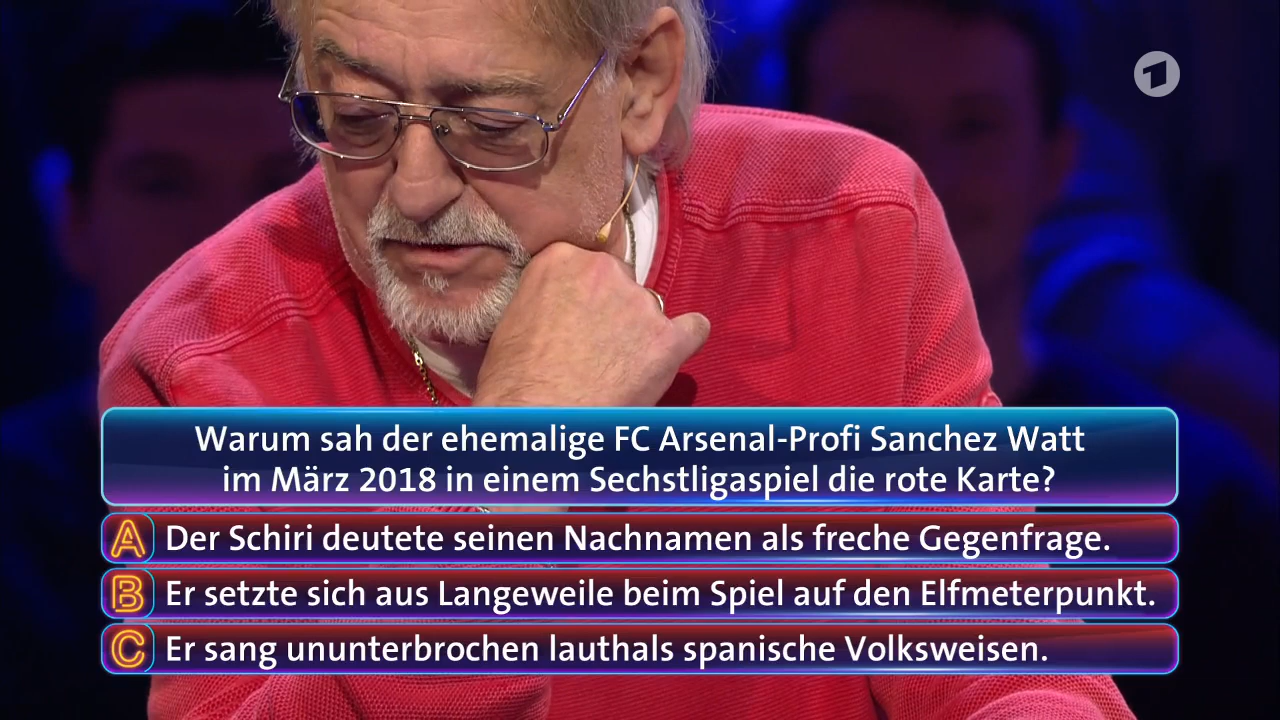 1
Warum sah der ehemalige FC Arsenal-Profi Sanchez Watt
im März 2018 in einem Sechstligaspiel die rote Karte?
A Der Schiri deutete seinen Nachnamen als freche Gegenfrage.
B Er setzte sich aus Langeweile beim Spiel auf den Elfmeterpunkt.
C Er sang ununterbrochen lauthals spanische Volksweisen.